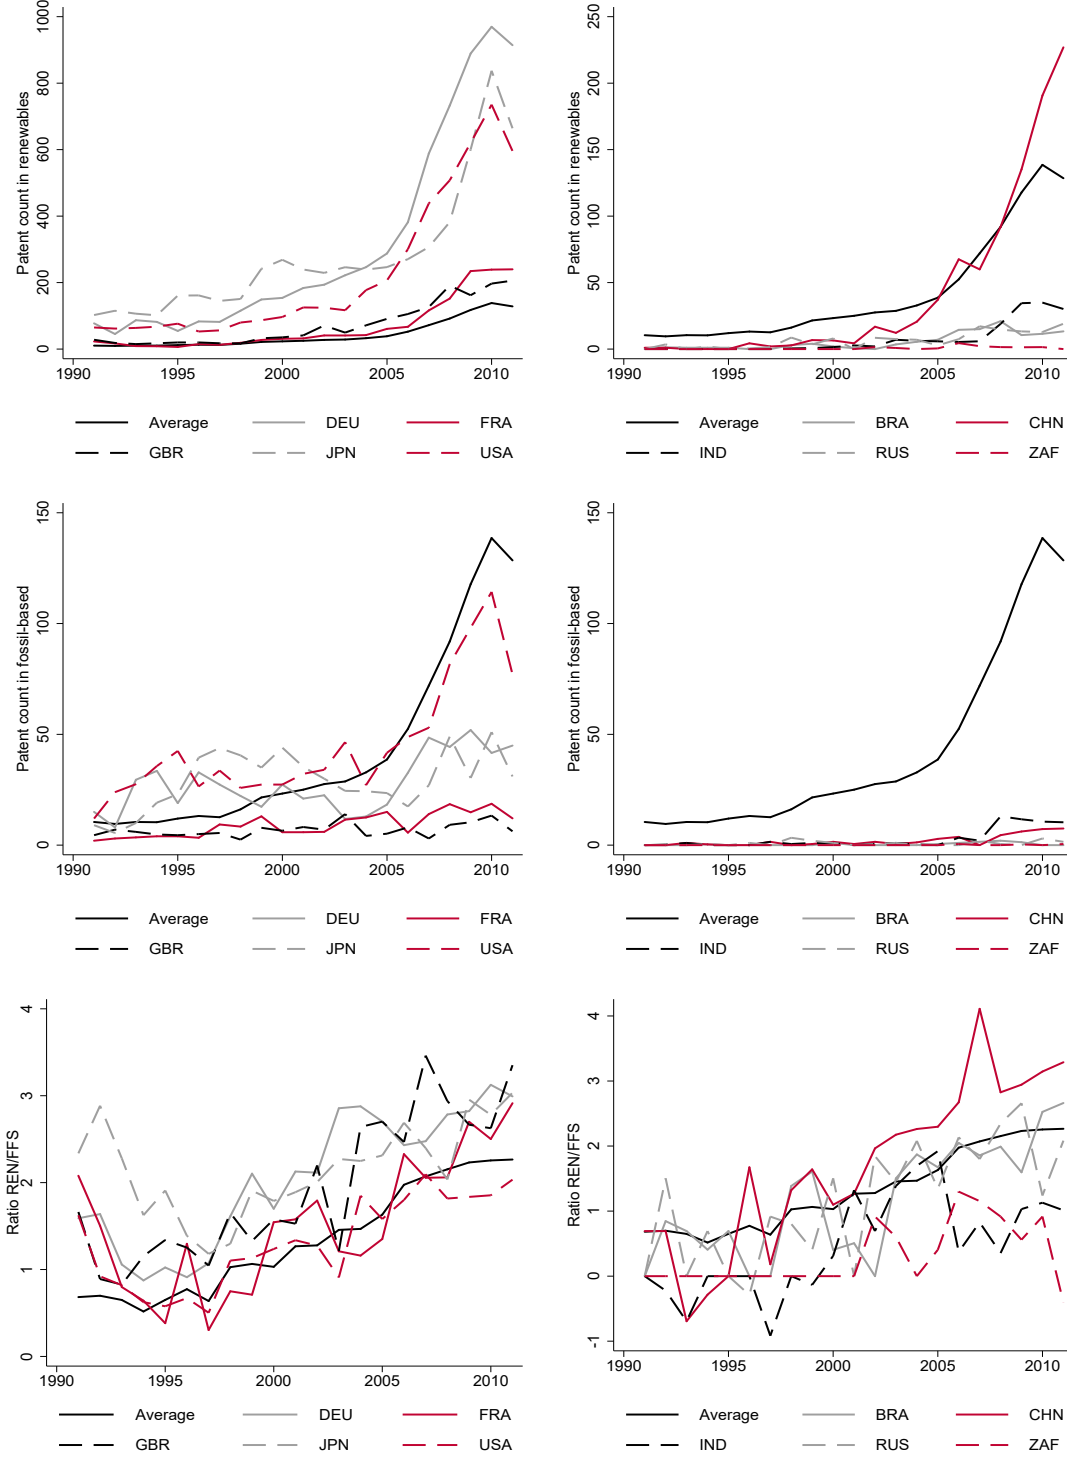 Patent count in renewables
1000
800
600
400
200
0
1990 1995 2000 2005 2010
Average DEU FRA
GBR JPN USA
Patent count in renewables
250
200
150
100
50
0
1990 1995 2000 2005 2010
Average BRA CHN
IND RUS ZAF
Patent count in fossil-based
150
100
50
0
1990 1995 2000 2005 2010
Average DEU FRA
GBR JPN USA
Patent count in fossil-based
150
100
50
0
1990 1995 2000 2005 2010
Average BRA CHN
IND RUS ZAF
Ratio REN/FFS
4
3
2
1
0
1990 1995 2000 2005 2010
Average DEU FRA
GBR JPN USA
Ratio REN/FFS
4
3
2
1
0
-1
1990 1995 2000 2005 2010
Average BRA CHN
IND RUS ZAF